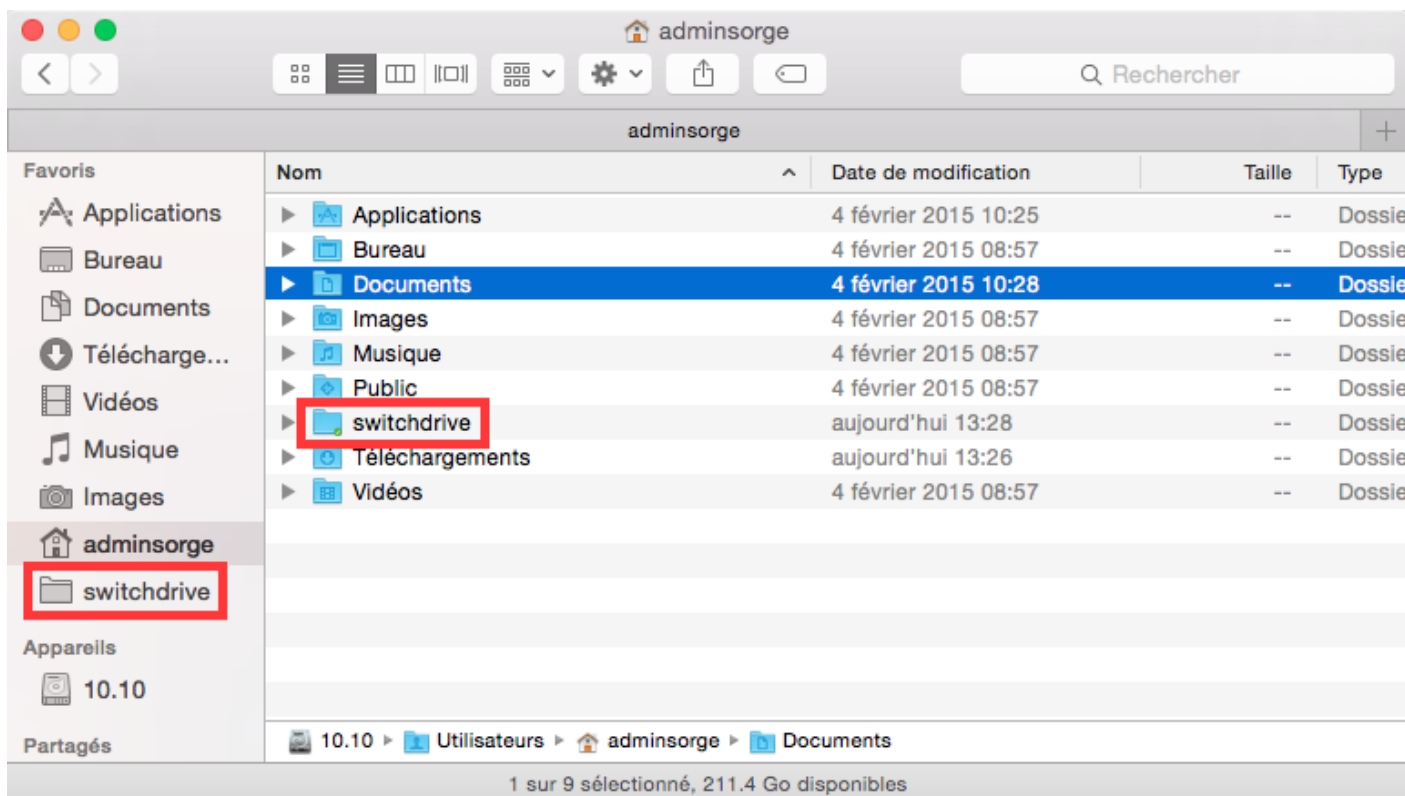 adminsorge
Rechercher
adminsorge
Favoris
Applications
Bureau
Documents
Télécharge...
Vidéos
Musique
Images
adminsorge
switchdrive
Appareils
10.10
Partagés
Nom Date de modification Taille Type
Applications 4 février 2015 10:25 -- Dossie
Bureau 4 février 2015 08:57 -- Dossie
Documents 4 février 2015 10:28 -- Dossie
Images 4 février 2015 08:57 -- Dossie
Musique 4 février 2015 08:57 -- Dossie
Public 4 février 2015 08:57 -- Dossie
switchdrive aujourd'hui 13:28 -- Dossie
Téléchargements aujourd'hui 13:26 -- Dossie
Vidéos 4 février 2015 08:57 -- Dossie
10.10 ▸ Utilisateurs ▸ adminsorge ▸ Documents
1 sur 9 sélectionné, 211.4 Go disponibles